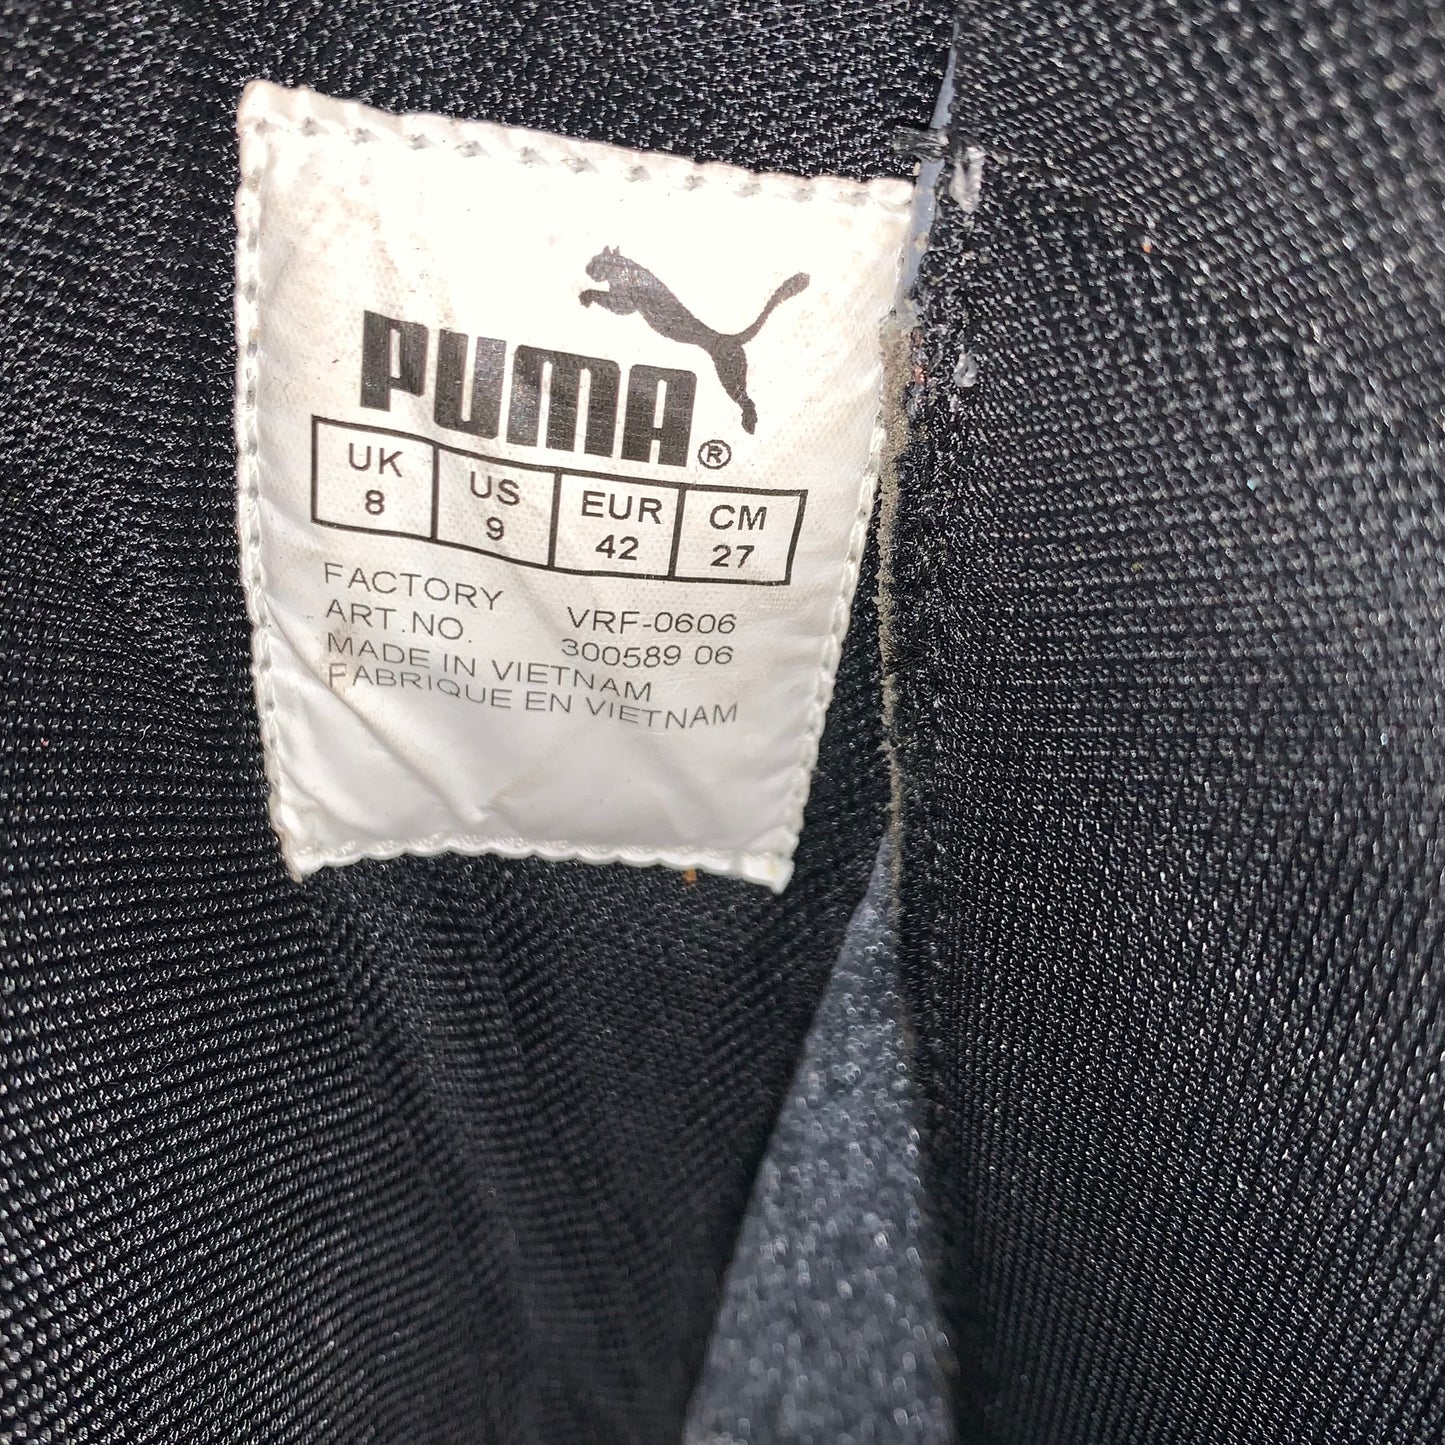 PUMA®
UK US EUR CM
8 9 42 27
FACTORY VRF-0606
ART.NO. 300589 06
MADE IN VIETNAM
FABRIQUE EN VIETNAM